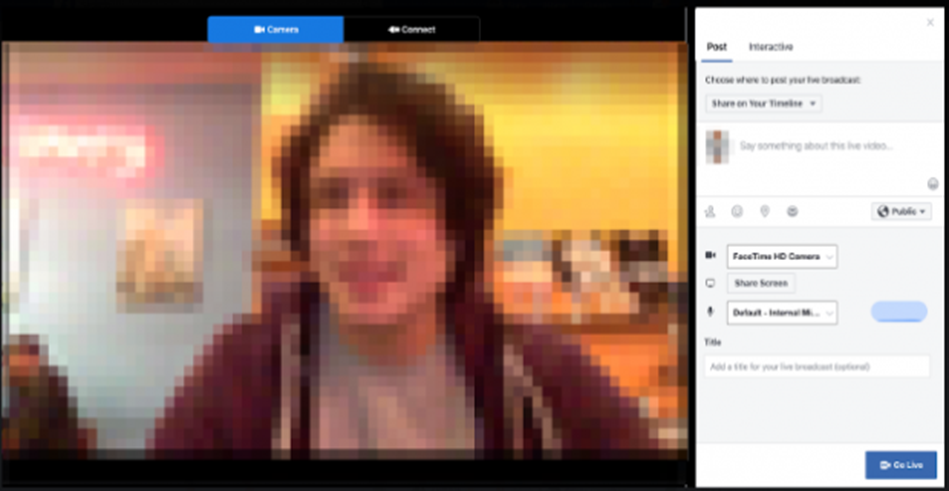 Camera
Connect
Post
Interactive
Choose where to post your live broadcast:
Share on Your Timeline
Say something about this live video...
Public
FaceTime HD Camera
Share Screen
Default - Internal Mi...
Title
Add a title for your live broadcast (optional)
Go Live